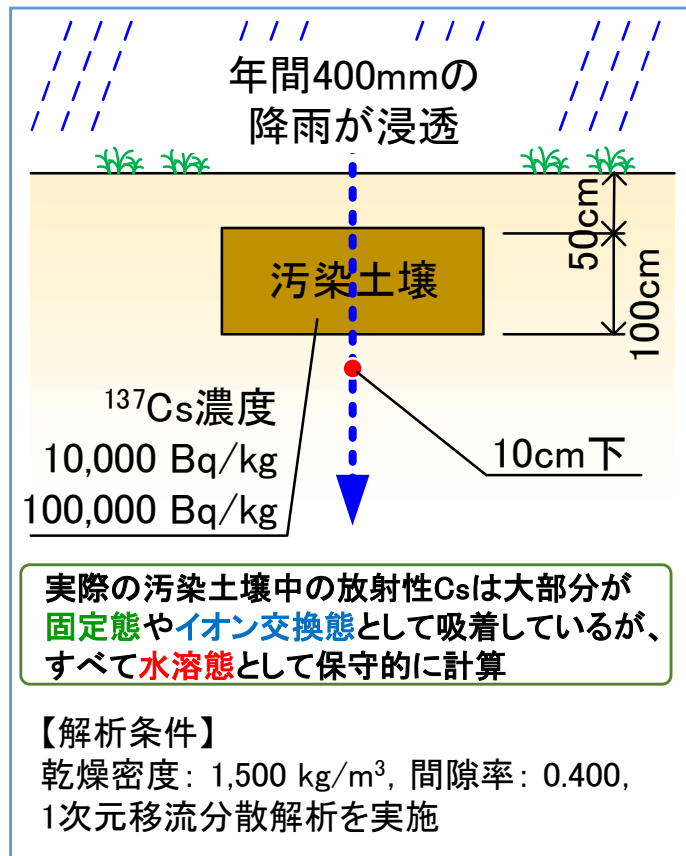 年間400mmの
降雨が浸透
50cm
汚染土壌
100cm
137Cs濃度
10,000 Bq/kg
100,000 Bq/kg
10cm下
実際の汚染土壌中の放射性Csは大部分が
固定態やイオン交換態として吸着しているが、
すべて水溶態として保守的に計算
【解析条件】
乾燥密度: 1,500 kg/m³, 間隙率: 0.400,
1次元移流分散解析を実施